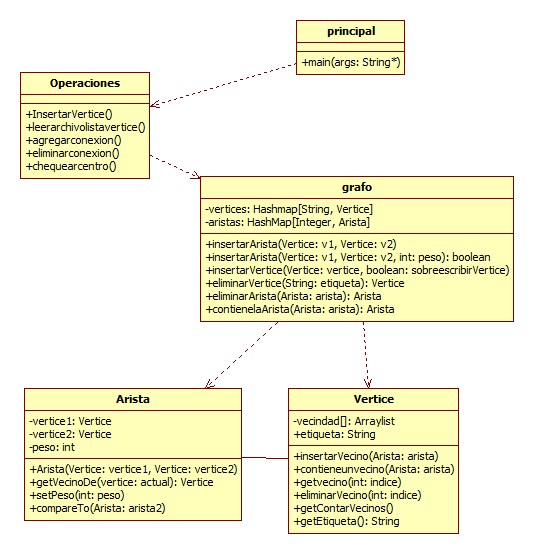 principal
+main(args: String*)
Operaciones
+InsertarVertice()
+leerarchivolistavertice()
+agregarconexion()
+eliminarconexion()
+chequearcentro()
grafo
-vertices: Hashmap[String, Vertice]
-aristas: HashMap[Integer, Arista]
+insertarArista(Vertice: v1, Vertice: v2)
+insertarArista(Vertice: v1, Vertice: v2, int: peso): boolean
+insertarVertice(Vertice: vertice, boolean: sobreescribirVertice)
+eliminarVertice(String: etiqueta): Vertice
+eliminarArista(Arista: arista): Arista
+contienelaArista(Arista: arista): Arista
Arista
-vertice1: Vertice
-vertice2: Vertice
-peso: int
+Arista(Vertice: vertice1, Vertice: vertice2)
+getVecinoDe(vertice: actual): Vertice
+setPeso(int: peso)
+compareTo(Arista: arista2)
Vertice
-vecindad[]: Arraylist
+etiqueta: String
+insertarVecino(Arista: arista)
+contieneunvecino(Arista: arista)
+getvecino(int: indice)
+eliminarVecino(int: indice)
+getContarVecinos()
+getEtiqueta(): String